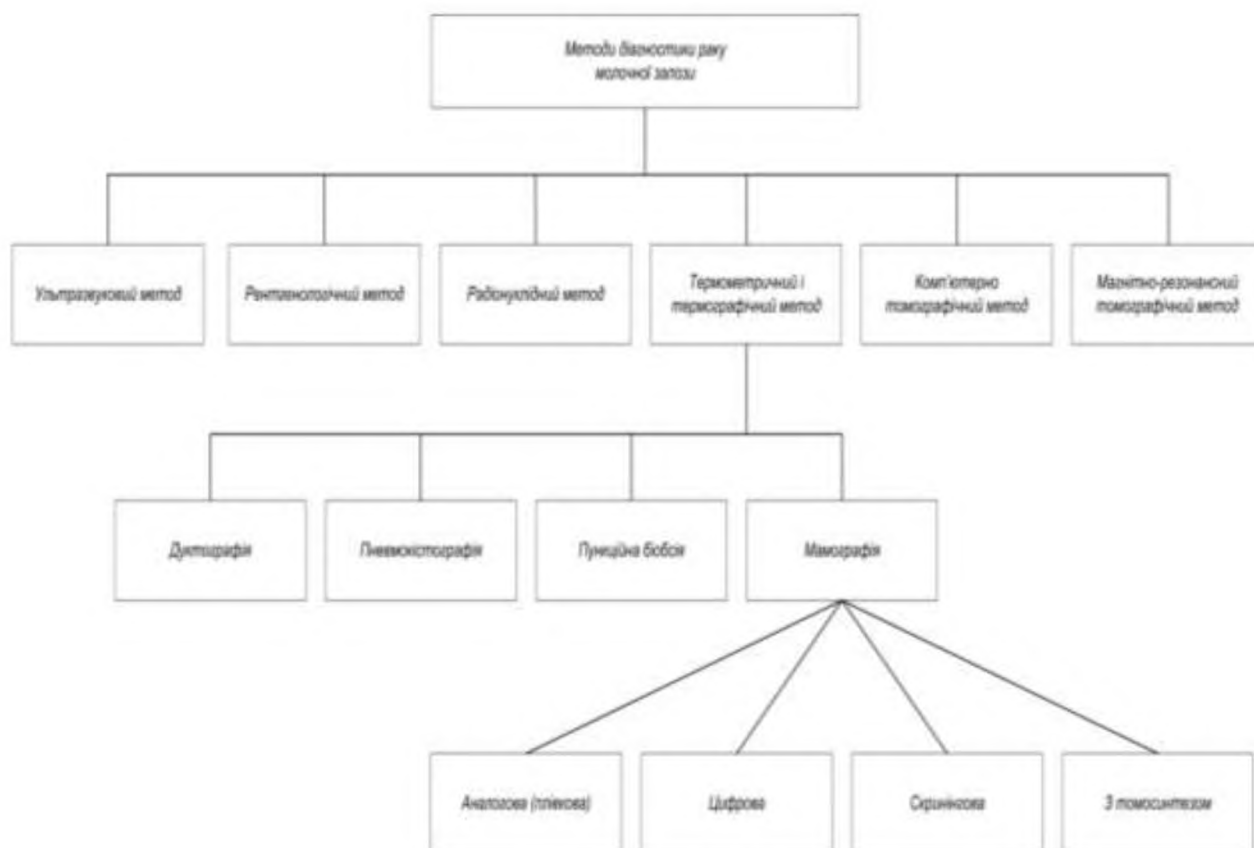 Методи діагностики раку
молочної залози
Ультразвуковий метод
Рентгенологічний метод
Радіонуклідний метод
Термометричний і
термографічний метод
Комп'ютерно
томографічний метод
Магнітно-резонансний
томографічний метод
Дуктографія
Пневмокістографія
Пункційна біобсія
Мамографія
Аналогова (плівкова)
Цифрова
Скринінгова
З томосинтезом